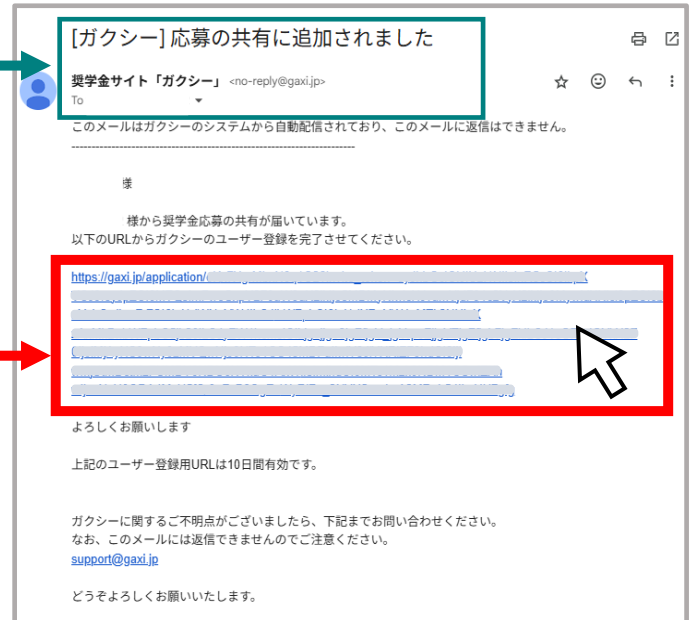 [ガクシー] 応募の共有に追加されました
奨学金サイト「ガクシー」 <no-reply@gaxi.jp>
To
このメールはガクシーのシステムから自動配信されており、このメールに返信はできません。
-----------------------------------------------------------------------
様
様から奨学金応募の共有が届いています。
以下のURLからガクシーのユーザー登録を完了させてください。
https://gaxi.jp/application/
よろしくお願いします
上記のユーザー登録用URLは10日間有効です。
ガクシーに関するご不明点がございましたら、下記までお問い合わせください。
なお、このメールには返信できませんのでご注意ください。
support@gaxi.jp
どうぞよろしくお願いいたします。